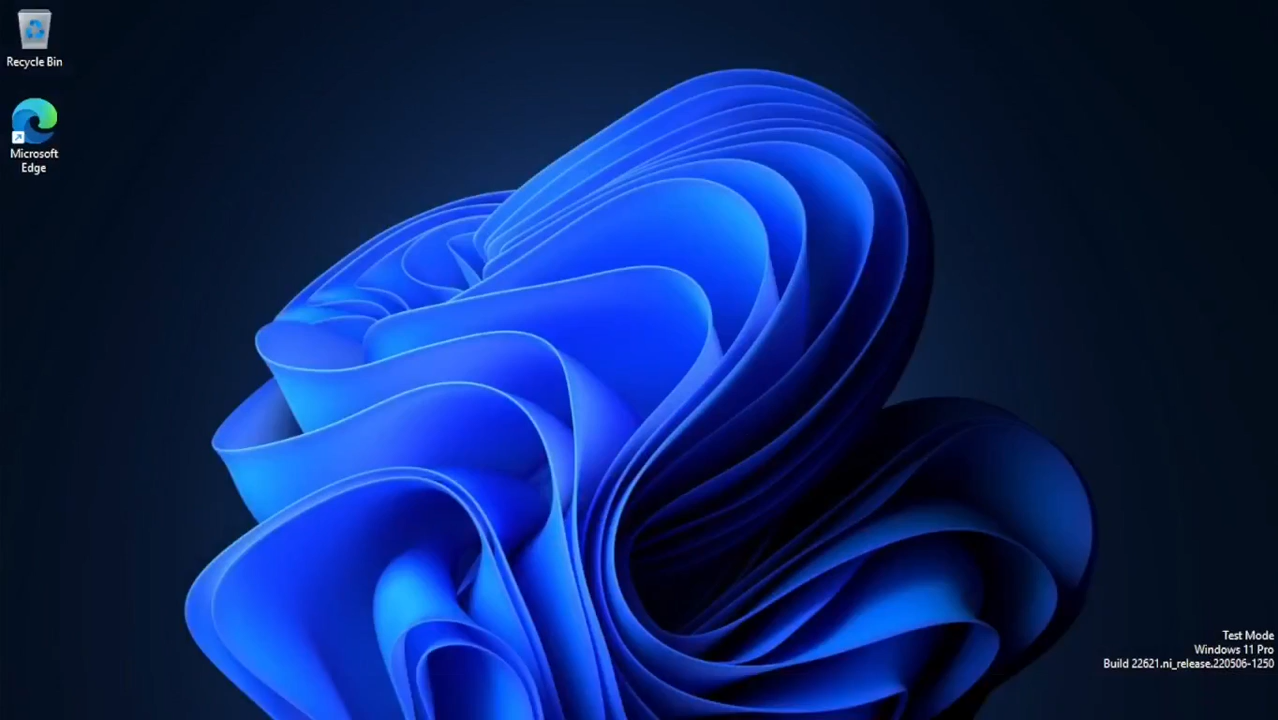 Recycle Bin
Microsoft
Edge
Test Mode
Windows 11 Pro
Build 22621.ni_release.220506-1250